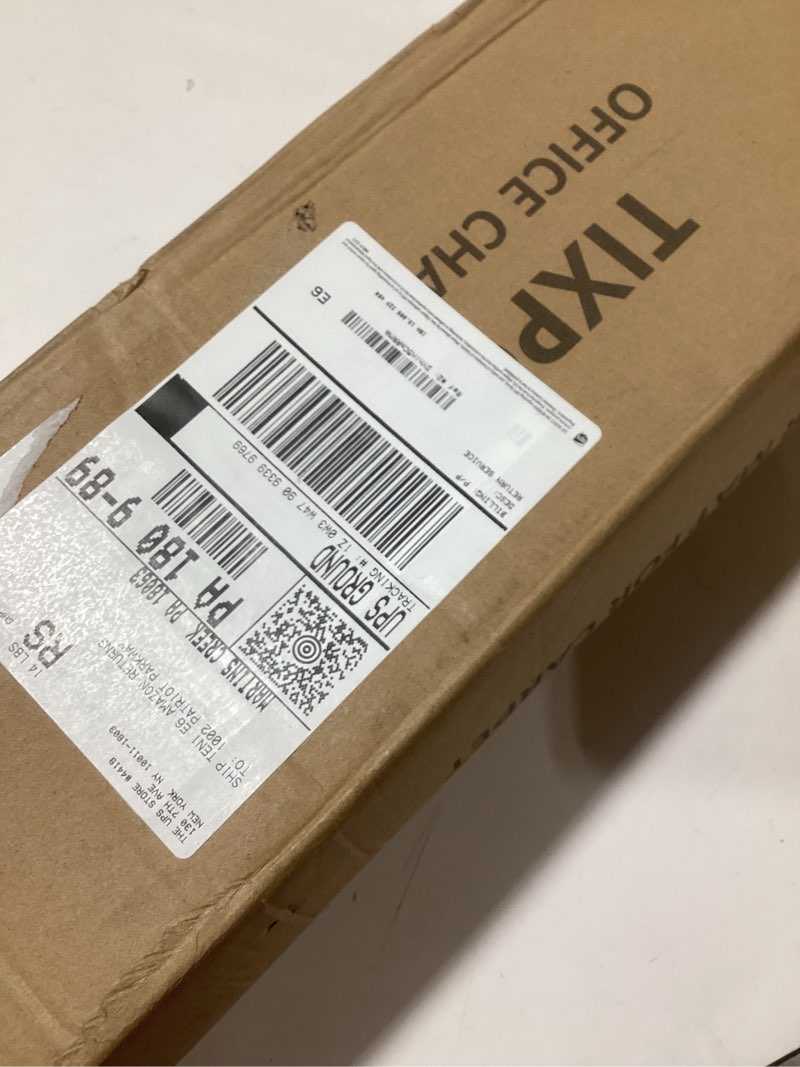 THE UPS STORE #4419
130 7TH AVE
NEW YORK NY 10011-1803
14 LBS
RS
SHIP TEN1 E6 AMAZON RETURNS
TO: 1002 PATRIOT PARKWAY
MARTINS CREEK PA 18063
PA 180 9-89
UPS GROUND
TRACKING #: 1Z 0W3 W47 90 9339 9769
BILLING: P/P
DESC:
RETURN SERVICE
E6
TIXP
OFFICE CHA